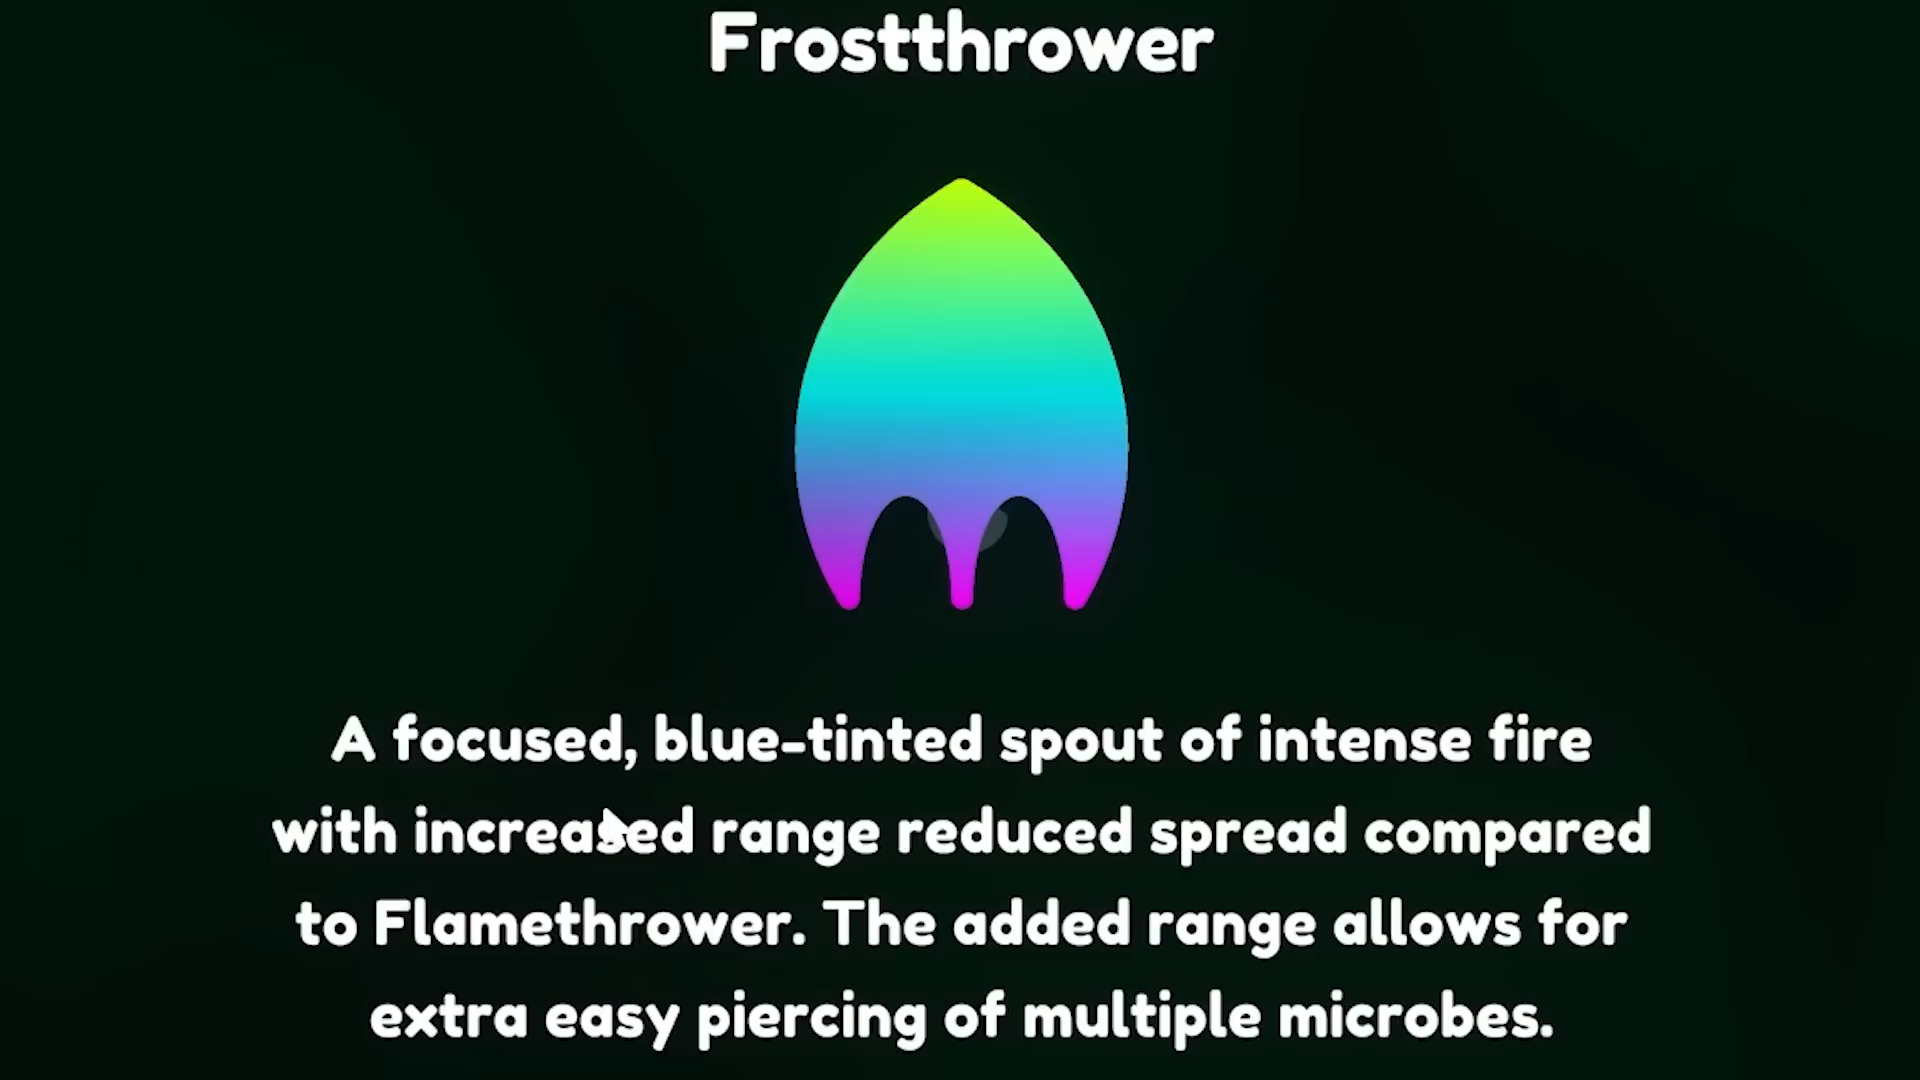 Frostthrower
A focused, blue-tinted spout of intense fire
with increased range reduced spread compared
to Flamethrower. The added range allows for
extra easy piercing of multiple microbes.